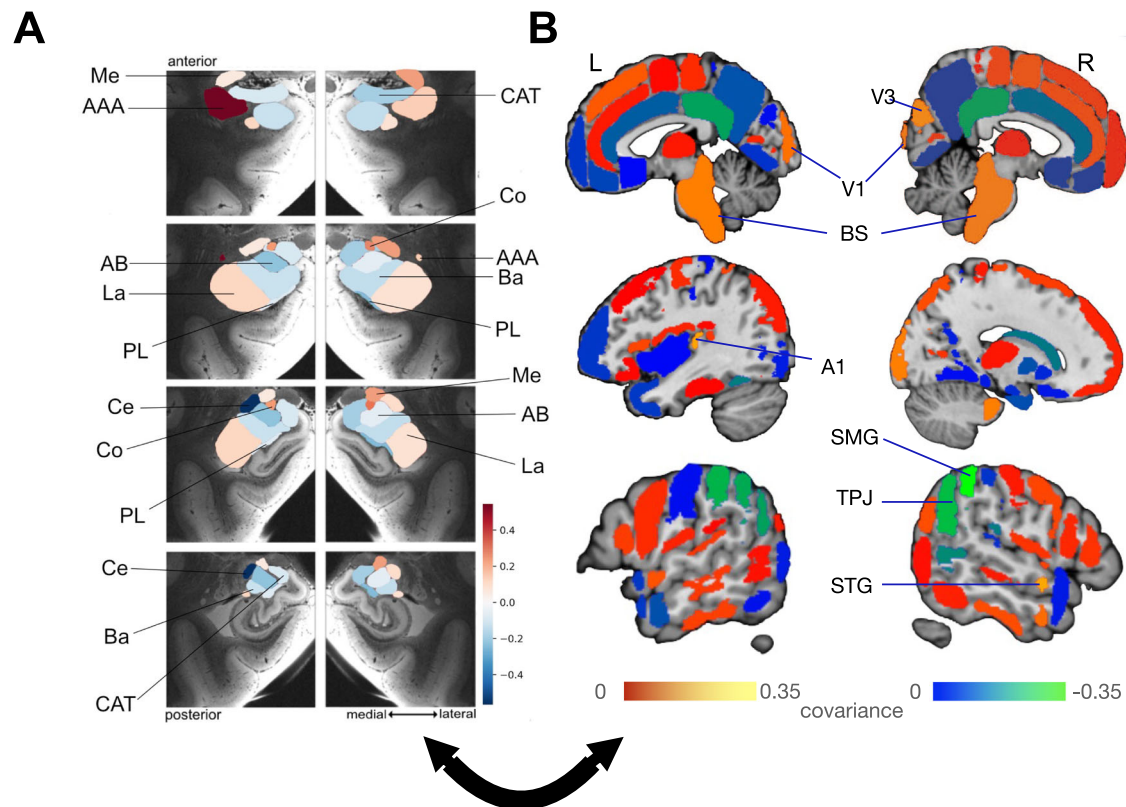 A
B
anterior
Me
AAA
CAT
Co
AB
La
PL
AAA
Ba
PL
Ce
Co
PL
Me
AB
La
Ce
Ba
CAT
posterior
medial
lateral
0.4
0.2
0.0
−0.2
−0.4
L
R
V3
V1
BS
A1
SMG
TPJ
STG
0
0.35
0
-0.35
covariance